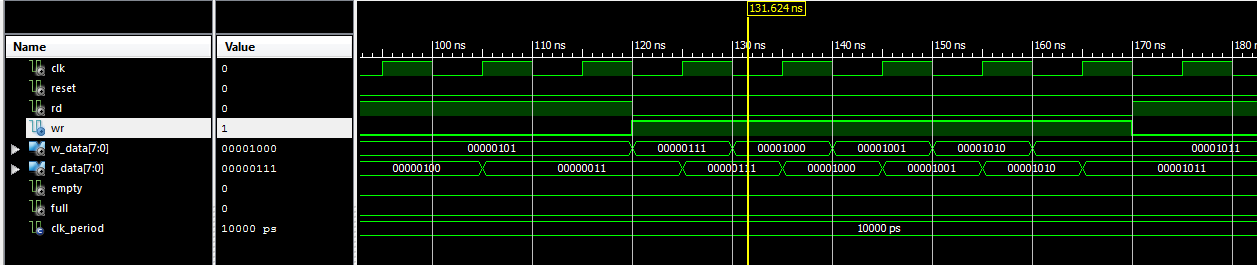 131.624 ns
Name Value
100 ns 110 ns 120 ns 130 ns 140 ns 150 ns 160 ns 170 ns
clk 0
reset 0
rd 0
wr 1
w_data[7:0] 00001000 00000101 00000111 00001000 00001001 00001010 00001011
r_data[7:0] 00000111 00000100 00000011 00000111 00001000 00001001 00001010 00001011
empty 0
full 0
clk_period 10000 ps 10000 ps